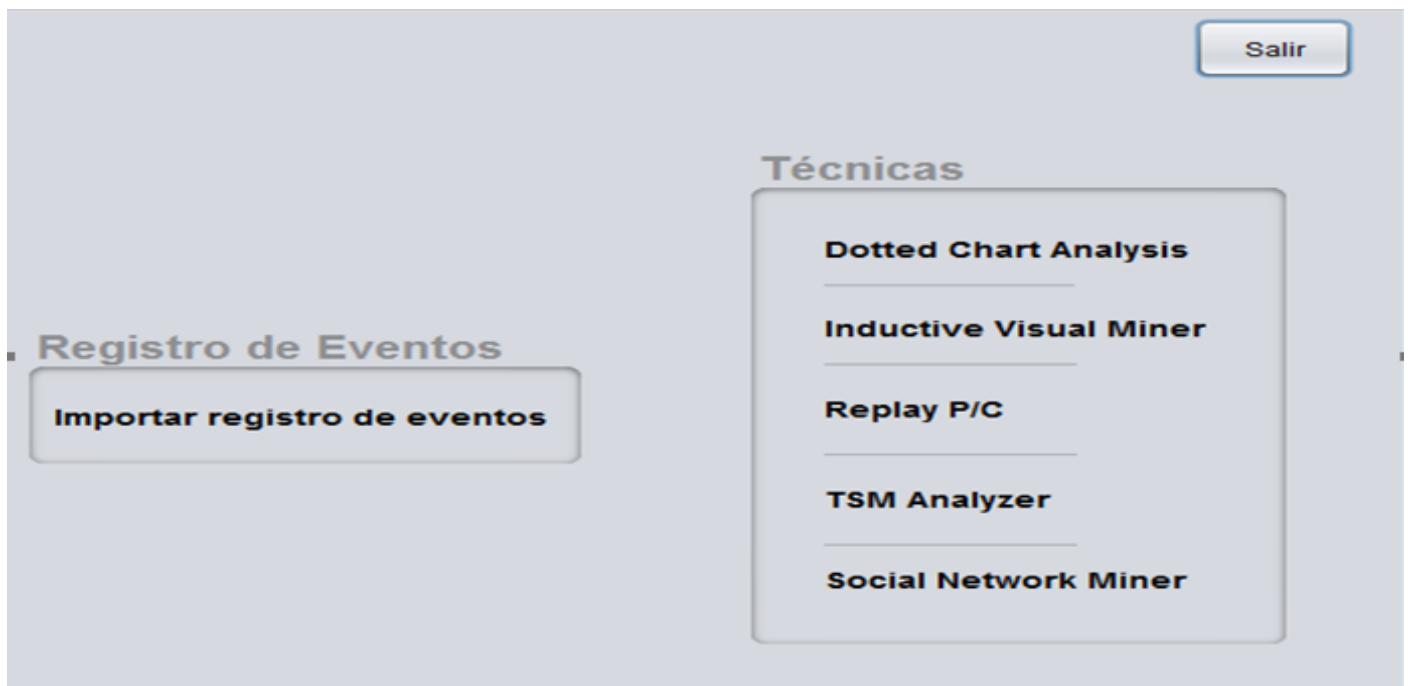 Salir
Técnicas
Dotted Chart Analysis
Inductive Visual Miner
Registro de Eventos
Importar registro de eventos
Replay P/C
TSM Analyzer
Social Network Miner